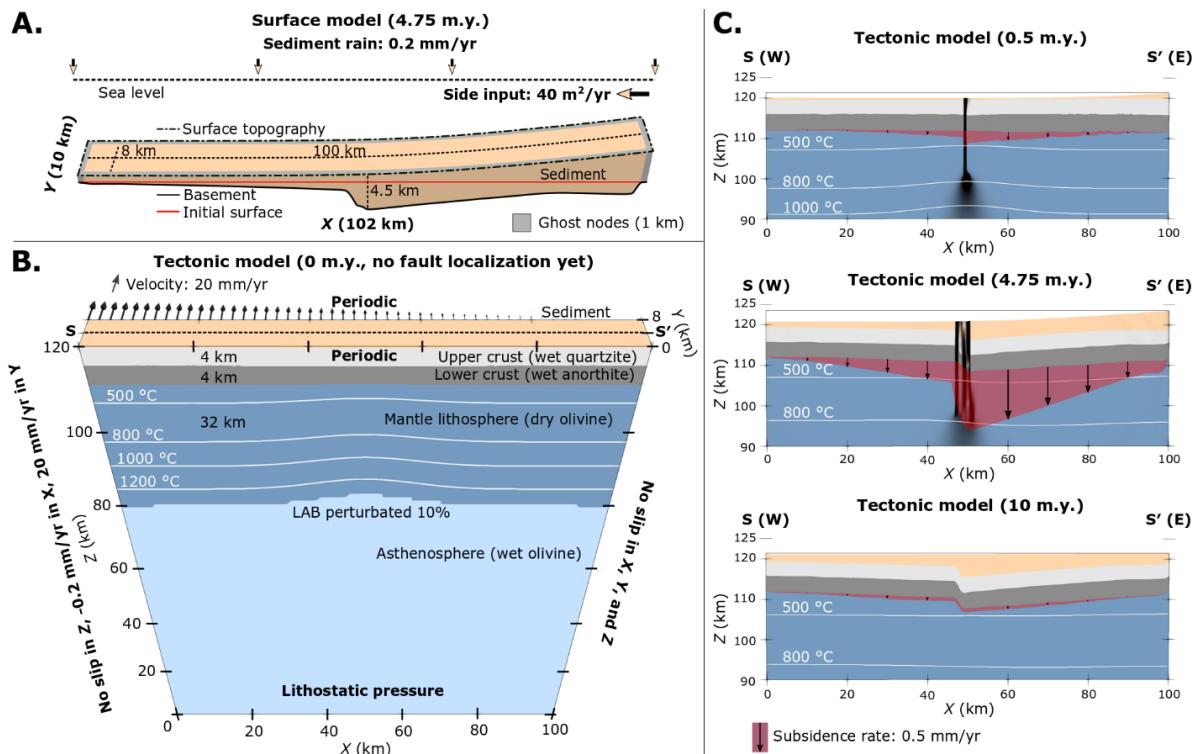 A.
Surface model (4.75 m.y.)
Sediment rain: 0.2 mm/yr
Sea level
Side input: 40 m²/yr
Surface topography
8 km
100 km
Y (10 km)
Sediment
4.5 km
Basement
Initial surface
X (102 km)
Ghost nodes (1 km)
B.
Tectonic model (0 m.y., no fault localization yet)
Velocity: 20 mm/yr
Periodic
Sediment
8
S
S′
Y (km)
120
0
4 km
Periodic
Upper crust (wet quartzite)
4 km
Lower crust (wet anorthite)
500 °C
32 km
Mantle lithosphere (dry olivine)
100
800 °C
1000 °C
1200 °C
80
LAB perturbated 10%
Z (km)
Asthenosphere (wet olivine)
60
40
20
No slip in Z, -0.2 mm/yr in X, 20 mm/yr in Y
No slip in X, Y, and Z
Lithostatic pressure
0 20 40 60 80 100
X (km)
C.
Tectonic model (0.5 m.y.)
S (W)
S′ (E)
125
120
110
500 °C
Z (km)
100
800 °C
1000 °C
90
0 20 40 60 80 100
X (km)
Tectonic model (4.75 m.y.)
S (W)
S′ (E)
125
120
110
500 °C
Z (km)
100
800 °C
90
0 20 40 60 80 100
X (km)
Tectonic model (10 m.y.)
S (W)
S′ (E)
125
120
110
500 °C
Z (km)
100
800 °C
90
0 20 40 60 80 100
X (km)
Subsidence rate: 0.5 mm/yr